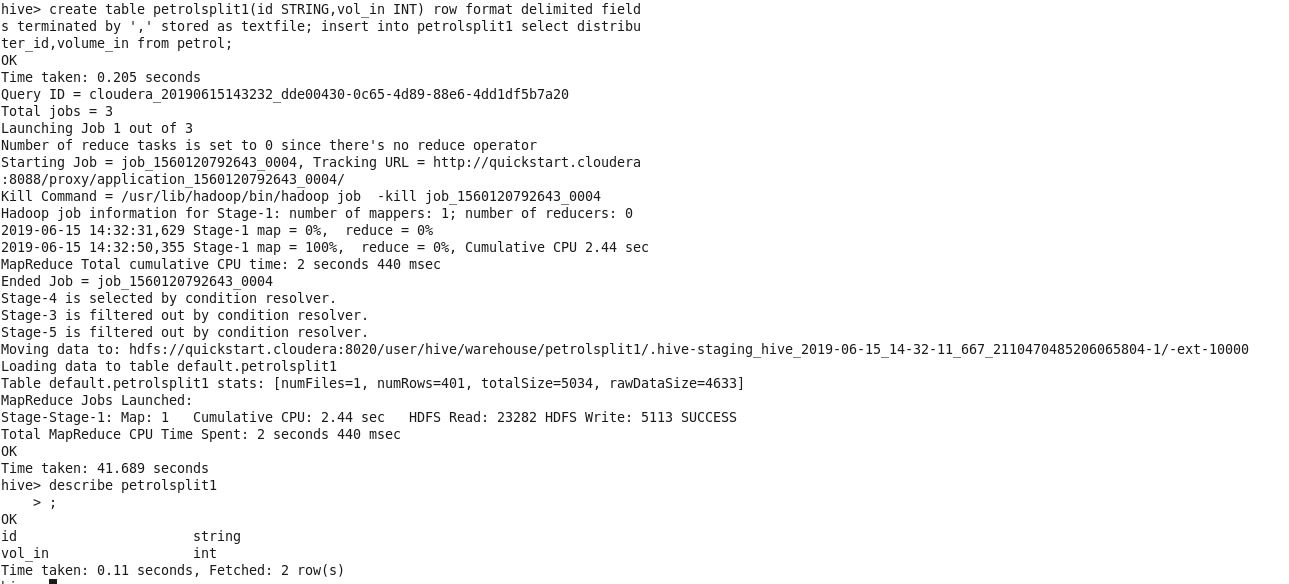 hive> create table petrolsplit1(id STRING,vol_in INT) row format delimited field
s terminated by ',' stored as textfile; insert into petrolsplit1 select distribu
ter_id,volume_in from petrol;
OK
Time taken: 0.205 seconds
Query ID = cloudera_20190615143232_dde00430-0c65-4d89-88e6-4dd1df5b7a20
Total jobs = 3
Launching Job 1 out of 3
Number of reduce tasks is set to 0 since there's no reduce operator
Starting Job = job_1560120792643_0004, Tracking URL = http://quickstart.cloudera
:8088/proxy/application_1560120792643_0004/
Kill Command = /usr/lib/hadoop/bin/hadoop job  -kill job_1560120792643_0004
Hadoop job information for Stage-1: number of mappers: 1; number of reducers: 0
2019-06-15 14:32:31,629 Stage-1 map = 0%,  reduce = 0%
2019-06-15 14:32:50,355 Stage-1 map = 100%,  reduce = 0%, Cumulative CPU 2.44 sec
MapReduce Total cumulative CPU time: 2 seconds 440 msec
Ended Job = job_1560120792643_0004
Stage-4 is selected by condition resolver.
Stage-3 is filtered out by condition resolver.
Stage-5 is filtered out by condition resolver.
Moving data to: hdfs://quickstart.cloudera:8020/user/hive/warehouse/petrolsplit1/.hive-staging_hive_2019-06-15_14-32-11_667_2110470485206065804-1/-ext-10000
Loading data to table default.petrolsplit1
Table default.petrolsplit1 stats: [numFiles=1, numRows=401, totalSize=5034, rawDataSize=4633]
MapReduce Jobs Launched:
Stage-Stage-1: Map: 1   Cumulative CPU: 2.44 sec   HDFS Read: 23282 HDFS Write: 5113 SUCCESS
Total MapReduce CPU Time Spent: 2 seconds 440 msec
OK
Time taken: 41.689 seconds
hive> describe petrolsplit1
    > ;
OK
id                      string
vol_in                  int
Time taken: 0.11 seconds, Fetched: 2 row(s)